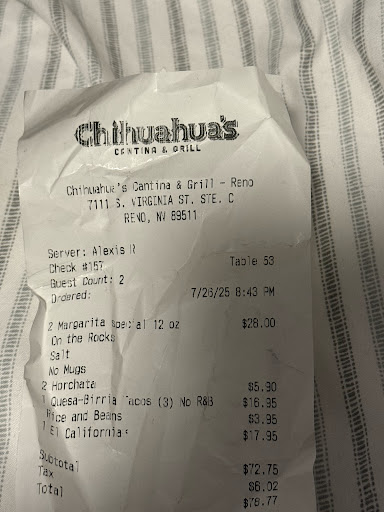 Chihuahua's
CANTINA & GRILL
Chihuahua's Cantina & Grill - Reno
7111 S. VIRGINIA ST. STE. C
RENO, NV 89511
Server: Alexis R
Check #157 Table 53
Guest Count: 2
Ordered: 7/26/25 8:43 PM
2 Margarita Special 12 oz $28.00
On the Rocks
Salt
No Mugs
2 Horchata $5.90
1 Quesa-Birria Tacos (3) No R&B $16.95
Rice and Beans $3.95
1 El California $17.95
Subtotal $72.75
Tax $6.02
Total $78.77